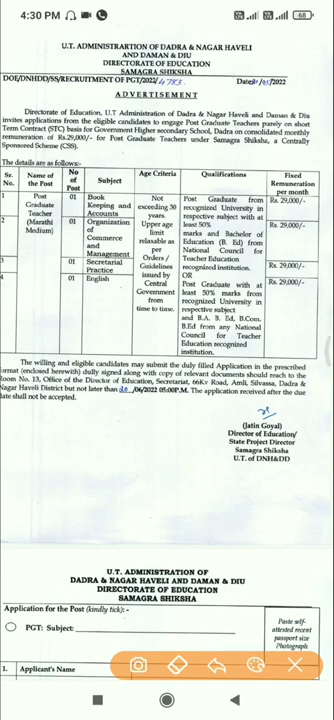 4:30 PM
68
U.T. ADMINISTRARTION OF DADRA & NAGAR HAVELI
AND DAMAN & DIU
DIRECTORATE OF EDUCATION
SAMAGRA SHIKSHA
DOE/DNHDD/SS/RECRUITMENT OF PGT/2022/4783 Date: /05/2022
ADVERTISEMENT
Directorate of Education, U.T Administration of Dadra & Nagar Haveli and Daman & Diu
invites applications from the eligible candidates to engage Post Graduate Teachers purely on short
Term Contract (STC) basis for Government Higher secondary School, Dadra on consolidated monthly
remuneration of Rs.29,000/- for Post Graduate Teachers under Samagra Shiksha, a Centrally
Sponsored Scheme (CSS).
The details are as follows:-
Sr. No. Name of the Post No of Post Subject Age Criteria Qualifications Fixed Remuneration per month
1 Post Graduate Teacher (Marathi Medium) 01 Book Keeping and Accounts Not exceeding 30 years. Upper age limit relaxable as per Orders / Guidelines issued by Central Government from time to time. Post Graduate from recognized University in respective subject with at least 50% marks and Bachelor of Education (B. Ed) from National Council for Teacher Education recognized institution. OR Post Graduate with at least 50% marks from recognized University in respective subject and B.A. B. Ed, B.Com. B.Ed from any National Council for Teacher Education recognized institution. Rs. 29,000/-
2 01 Organization of Commerce and Management Rs. 29,000/-
3 01 Secretarial Practice Rs. 29,000/-
4 01 English Rs. 29,000/-
The willing and eligible candidates may submit the duly filled Application in the prescribed
format (enclosed herewith) dully signed along with copy of relevant documents should reach to the
Room No. 13, Office of the Director of Education, Secretariat, 66Kv Road, Amli, Silvassa, Dadra &
Nagar Haveli District but not later than 20 /06/2022 05:00P.M. The application received after the due
date shall not be accepted.
(Jatin Goyal)
Director of Education/
State Project Director
Samagra Shiksha
U.T. of DNH&DD
U.T. ADMINISTRATION OF
DADRA & NAGAR HAVELI AND DAMAN & DIU
DIRECTORATE OF EDUCATION
SAMAGRA SHIKSHA
Application for the Post (kindly tick): -
PGT: Subject:
Paste self-
attested recent
passport size
Photograph
1. Applicant's Name